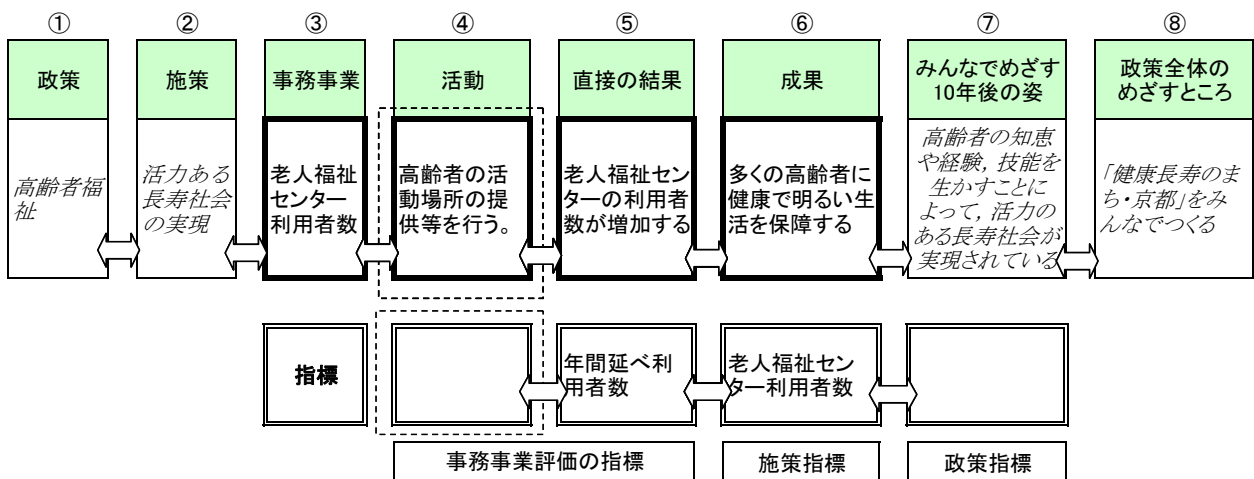 ① ② ③ ④ ⑤ ⑥ ⑦ ⑧
政策
施策
事務事業
活動
直接の結果
成果
みんなでめざす
10年後の姿
政策全体の
めざすところ
高齢者福
祉
活力ある
長寿社会
の実現
老人福祉
センター
利用者数
高齢者の活
動場所の提
供等を行う。
老人福祉セン
ターの利用者
数が増加する
多くの高齢者に
健康で明るい生
活を保障する
高齢者の知恵
や経験，技能を
生かすことに
よって，活力の
ある長寿社会が
実現されている
「健康長寿のま
ち・京都」をみ
んなでつくる
指標
年間延べ利
用者数
老人福祉セン
ター利用者数
事務事業評価の指標
施策指標
政策指標